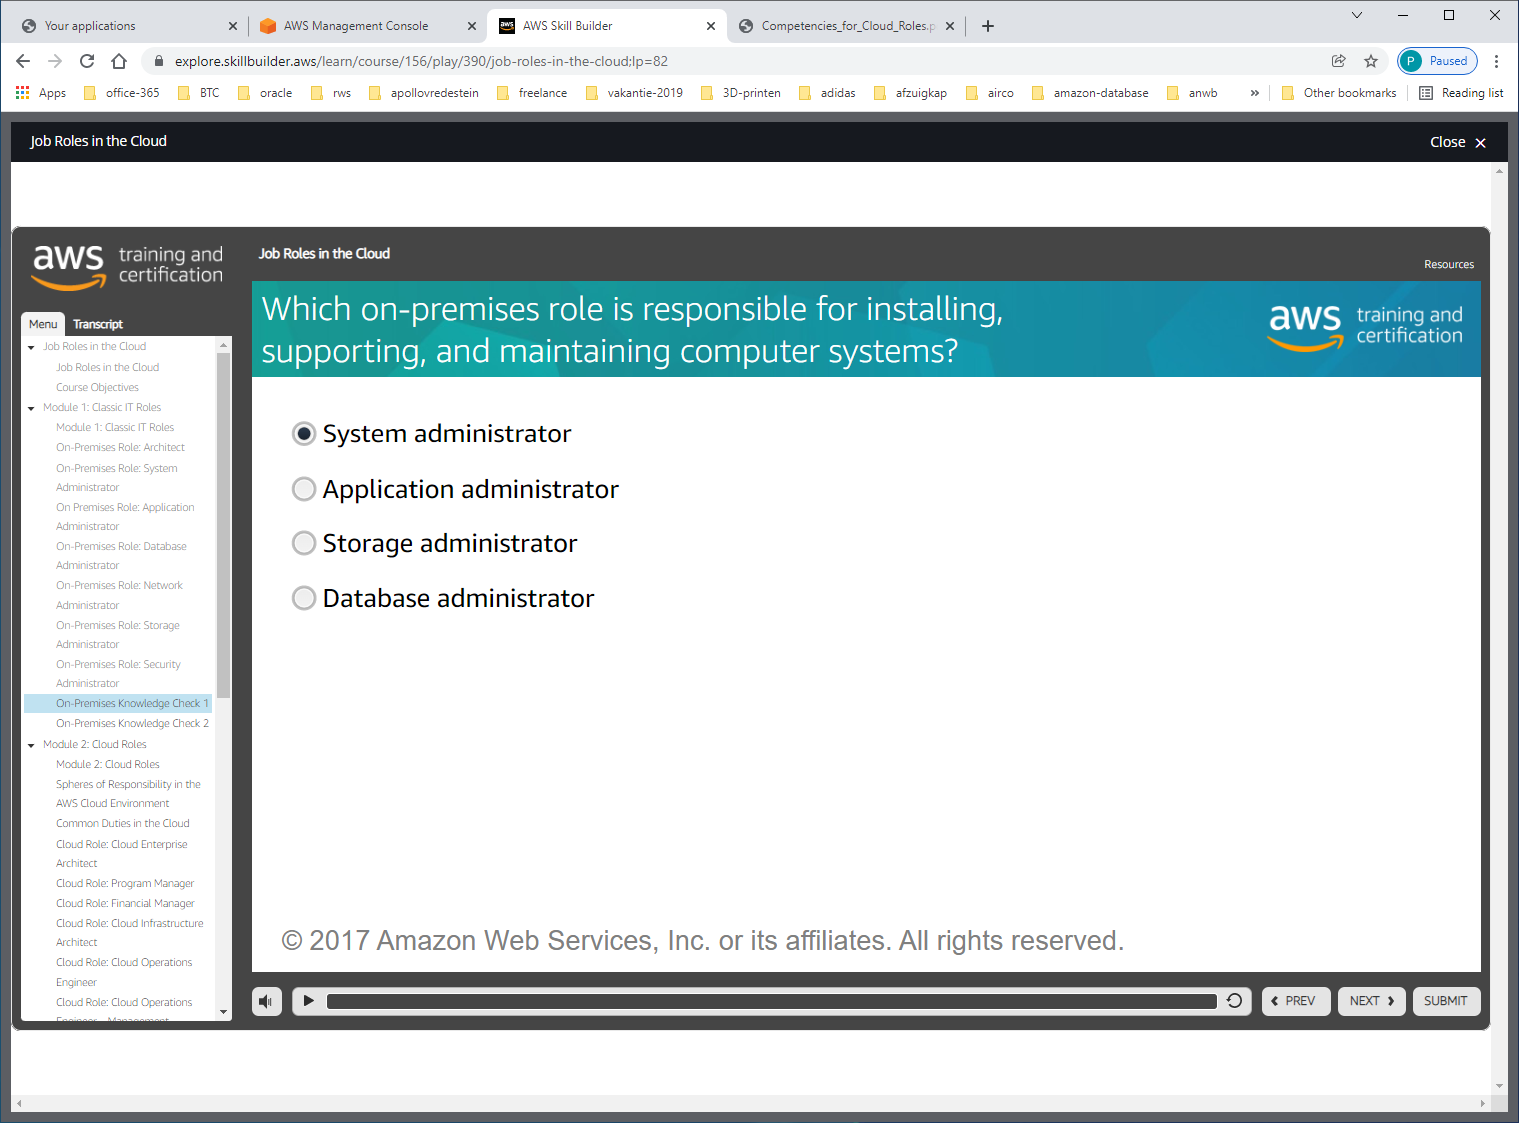 Your applications
AWS Management Console
AWS Skill Builder
Competencies_for_Cloud_Roles.p
explore.skillbuilder.aws/learn/course/156/play/390/job-roles-in-the-cloud;lp=82
P Paused
Apps office-365 BTC oracle rws apollovredestein freelance vakantie-2019 3D-printen adidas afzuigkap airco amazon-database anwb » Other bookmarks Reading list
Job Roles in the Cloud
Close
aws training and
certification
Job Roles in the Cloud
Resources
Menu Transcript
Job Roles in the Cloud
Job Roles in the Cloud
Course Objectives
Module 1: Classic IT Roles
Module 1: Classic IT Roles
On-Premises Role: Architect
On-Premises Role: System
Administrator
On Premises Role: Application
Administrator
On-Premises Role: Database
Administrator
On-Premises Role: Network
Administrator
On-Premises Role: Storage
Administrator
On-Premises Role: Security
Administrator
On-Premises Knowledge Check 1
On-Premises Knowledge Check 2
Module 2: Cloud Roles
Module 2: Cloud Roles
Spheres of Responsibility in the
AWS Cloud Environment
Common Duties in the Cloud
Cloud Role: Cloud Enterprise
Architect
Cloud Role: Program Manager
Cloud Role: Financial Manager
Cloud Role: Cloud Infrastructure
Architect
Cloud Role: Cloud Operations
Engineer
Cloud Role: Cloud Operations
Engineer - Management
Which on-premises role is responsible for installing,
supporting, and maintaining computer systems?
aws training and
certification
System administrator
Application administrator
Storage administrator
Database administrator
© 2017 Amazon Web Services, Inc. or its affiliates. All rights reserved.
PREV
NEXT
SUBMIT